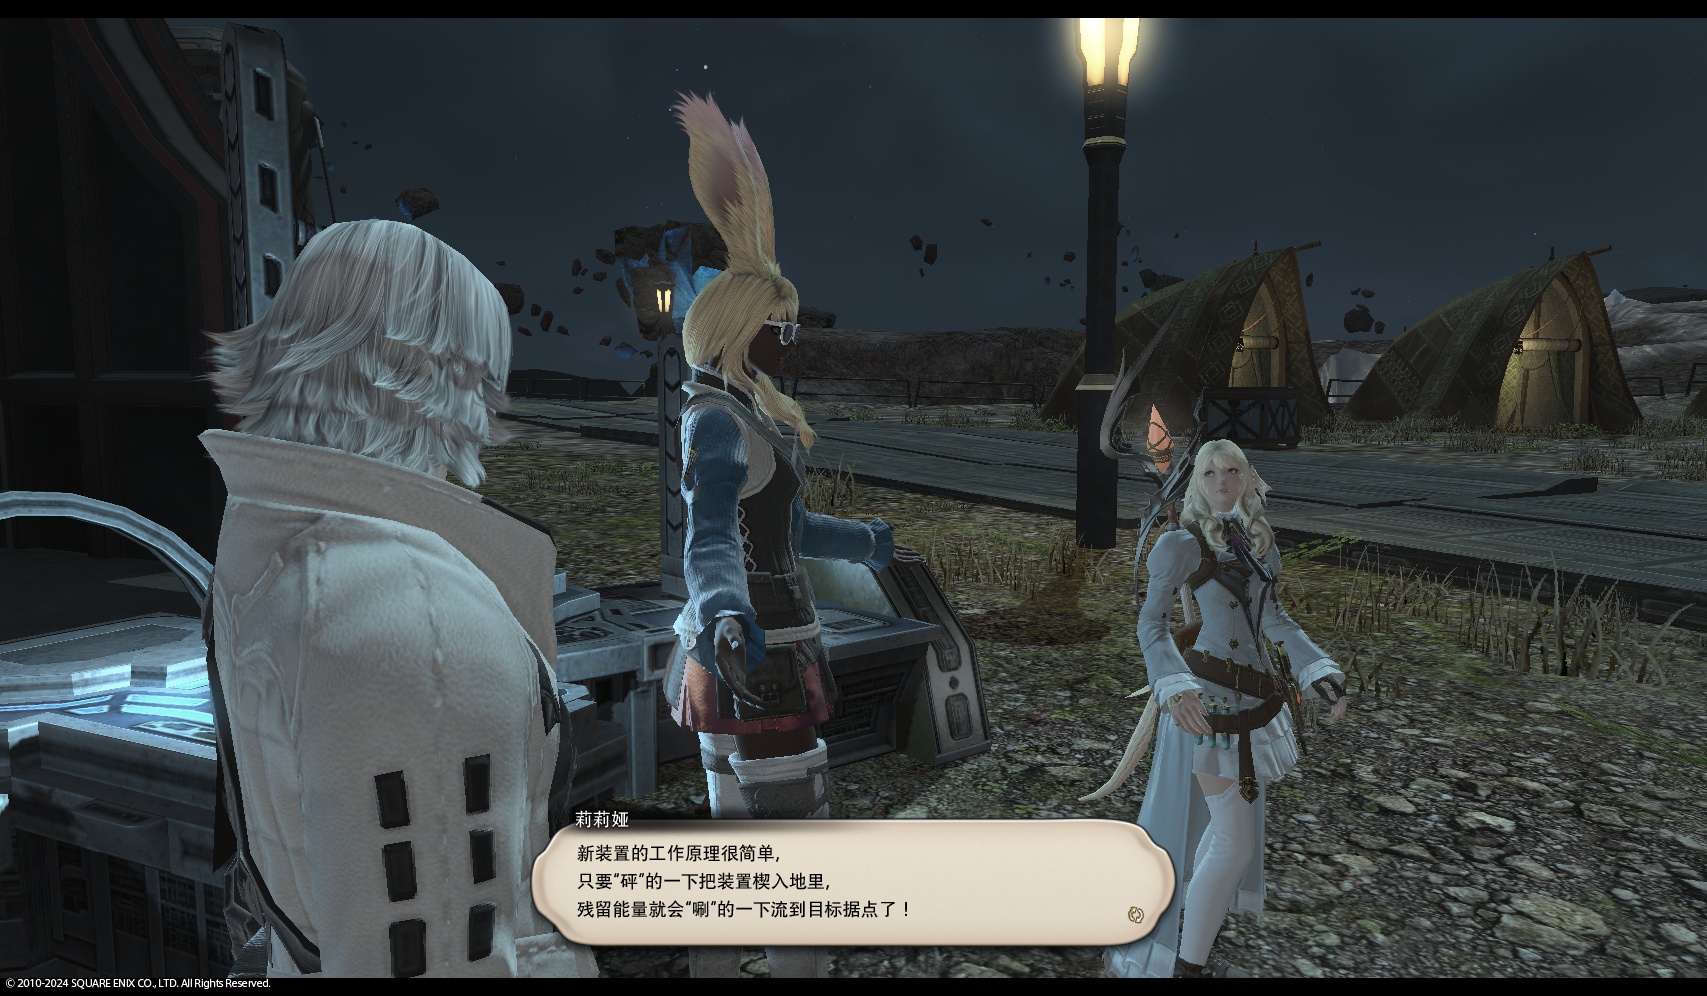 莉莉娅
新装置的工作原理很简单，
只要“砰”的一下把装置楔入地里，
残留能量就会“唰”的一下流到目标据点了！
© 2010-2024 SQUARE ENIX CO., LTD. All Rights Reserved.